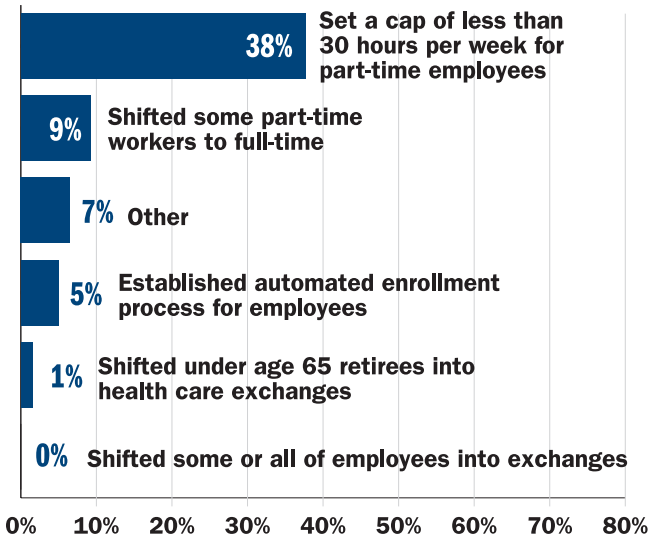 38%
Set a cap of less than
30 hours per week for
part-time employees
9%
Shifted some part-time
workers to full-time
7%
Other
5%
Established automated enrollment
process for employees
1%
Shifted under age 65 retirees into
health care exchanges
0%
Shifted some or all of employees into exchanges
0% 10% 20% 30% 40% 50% 60% 70% 80%